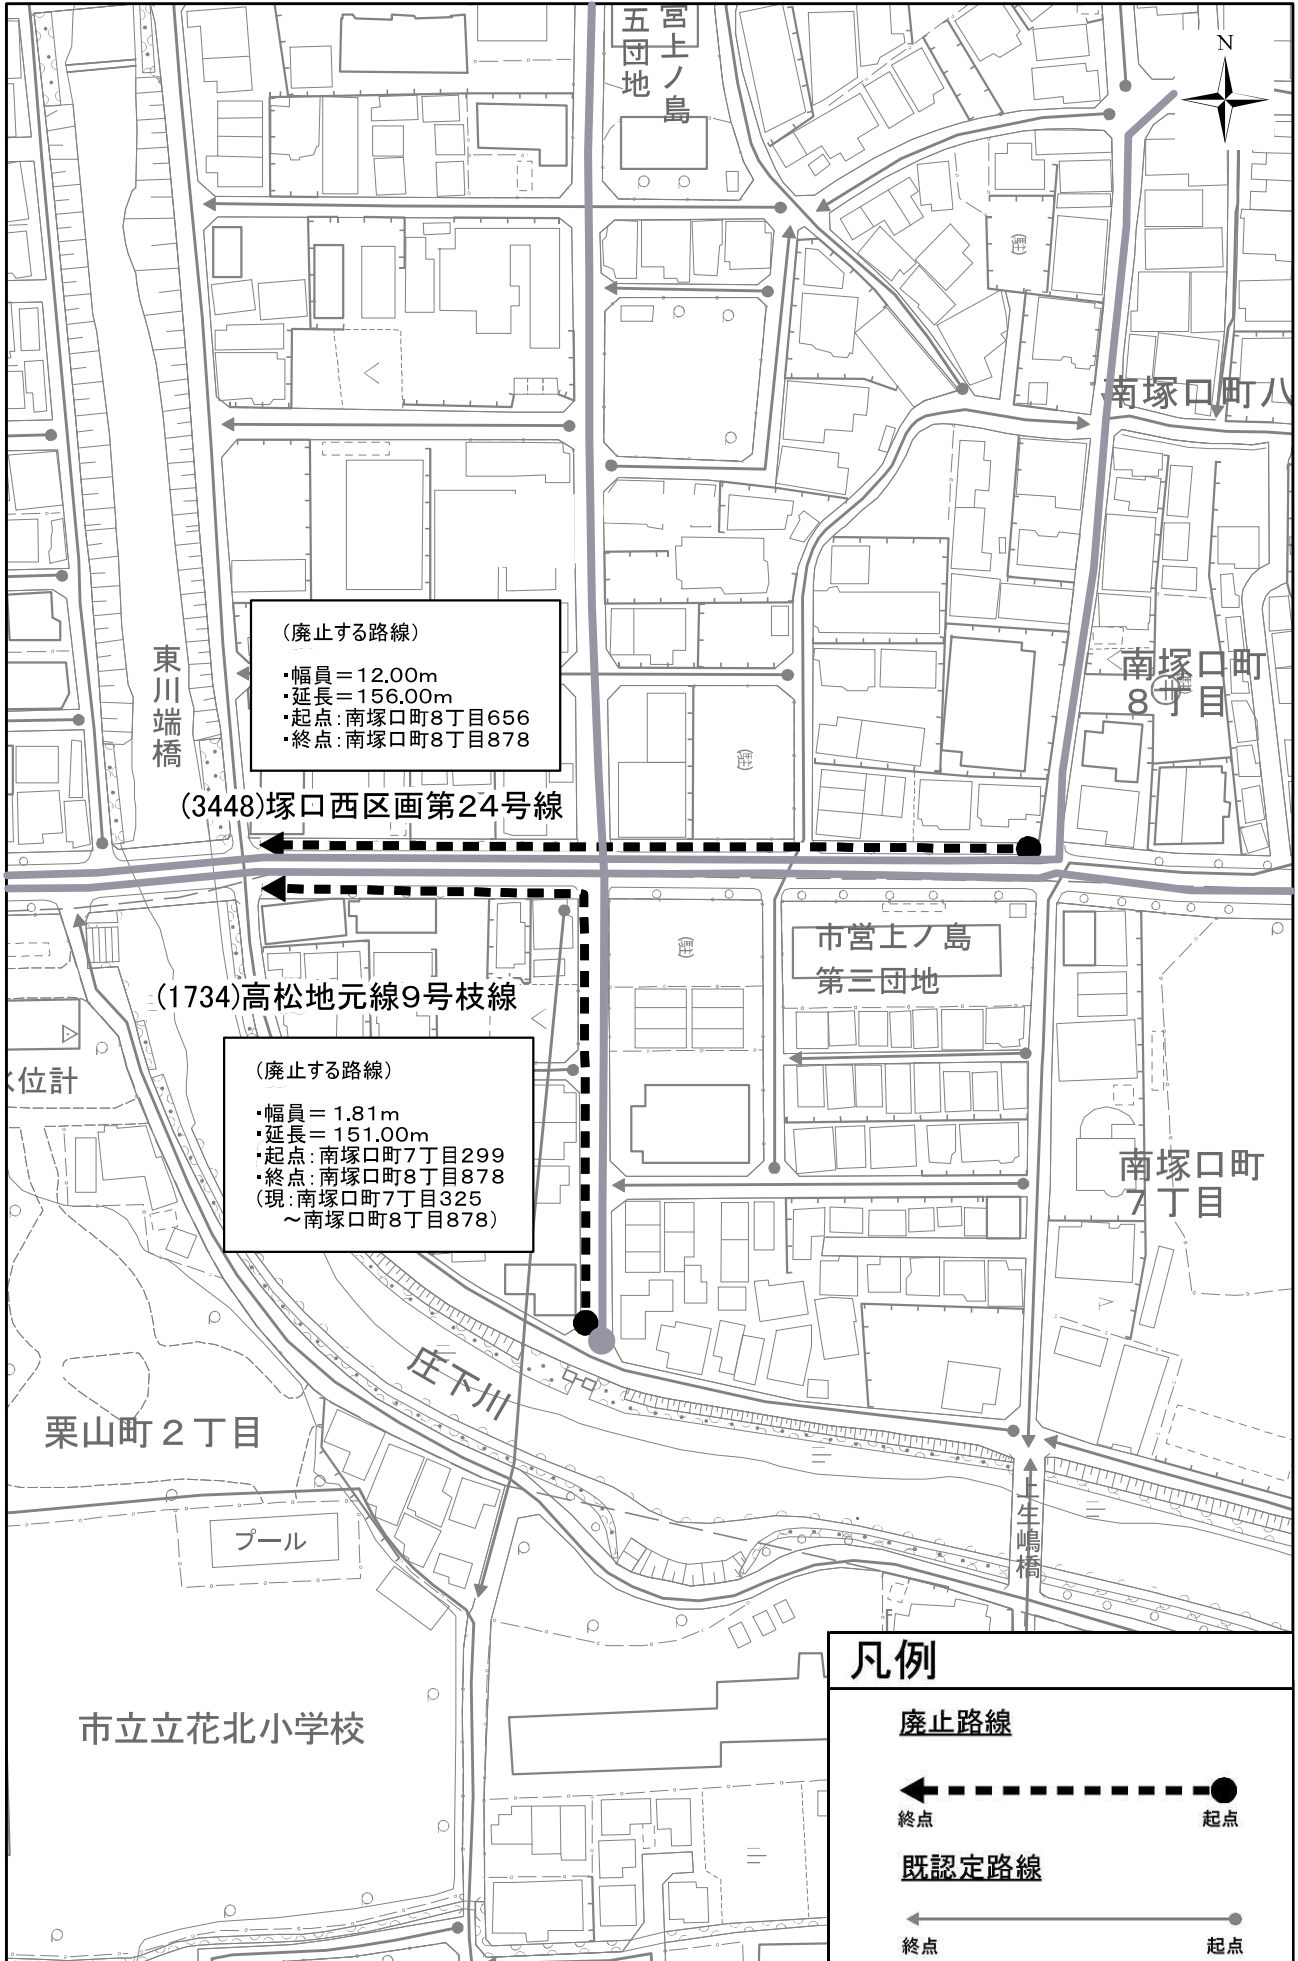 宮上ノ島
五団地
N
南塚口町八
東川端橋
南塚口町
8丁目
(廃止する路線)
・幅員=12.00m
・延長=156.00m
・起点:南塚口町8丁目656
・終点:南塚口町8丁目878
(3448)塚口西区画第24号線
市営上ノ島
第三団地
(1734)高松地元線9号枝線
(廃止する路線)
・幅員= 1.81m
・延長= 151.00m
・起点:南塚口町7丁目299
・終点:南塚口町8丁目878
(現:南塚口町7丁目325
~南塚口町8丁目878)
位計
南塚口町
7丁目
庄下川
栗山町2丁目
上生嶋橋
プール
市立立花北小学校
凡例
廃止路線
終点 起点
既認定路線
終点 起点